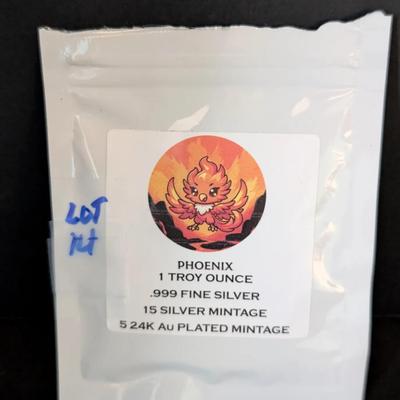 LOT
PHOENIX
1 TROY OUNCE
.999 FINE SILVER
15 SILVER MINTAGE
5 24K Au PLATED MINTAGE